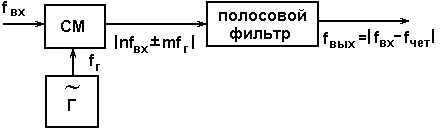 fвх
СМ
|nfвх±mfг|
полосовой
фильтр
fвых=|fвх-fчет|
fг
~
Г